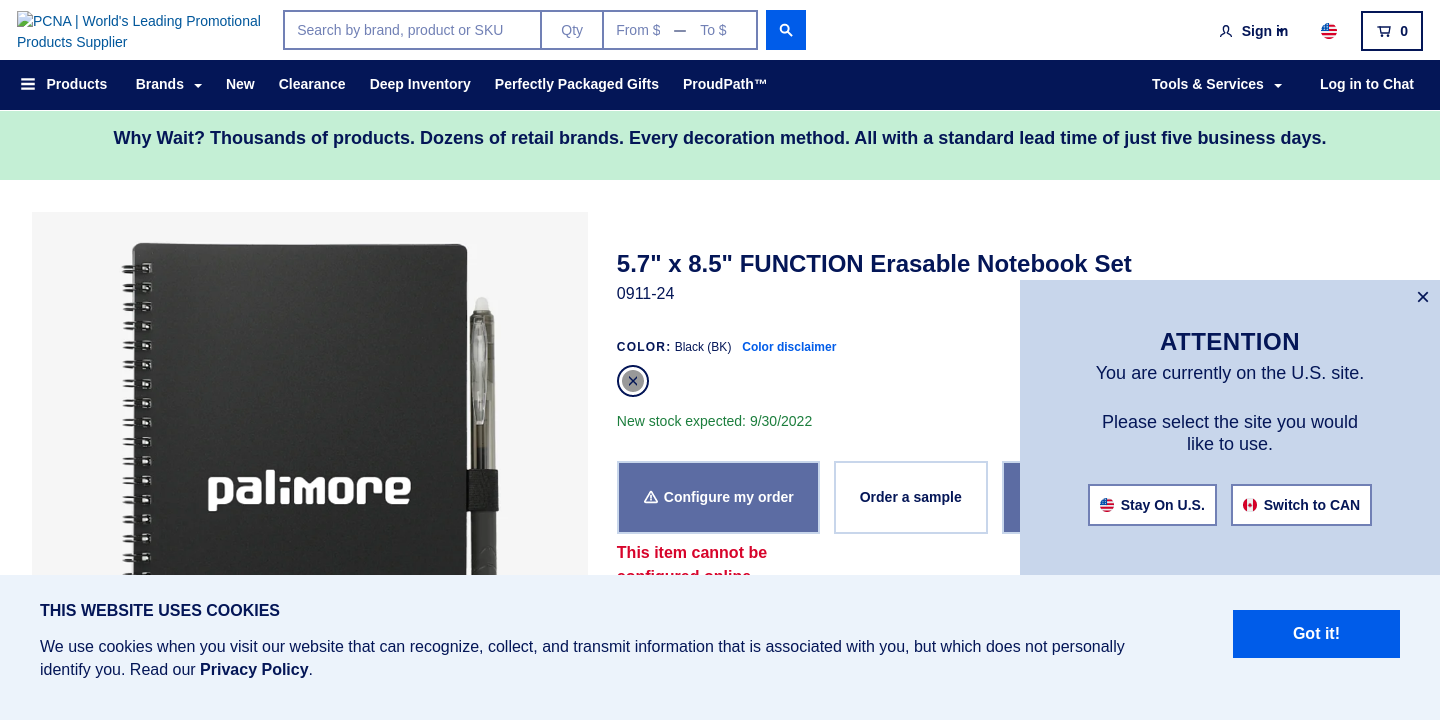 PCNA | World's Leading Promotional
Products Supplier
Search by brand, product or SKU
Qty
From $ — To $
Sign in
0
Products
Brands
New
Clearance
Deep Inventory
Perfectly Packaged Gifts
ProudPath™
Tools & Services
Log in to Chat
Why Wait? Thousands of products. Dozens of retail brands. Every decoration method. All with a standard lead time of just five business days.
palimore
5.7" x 8.5" FUNCTION Erasable Notebook Set
0911-24
COLOR: Black (BK) Color disclaimer
New stock expected: 9/30/2022
Configure my order
Order a sample
This item cannot be
configured online
ATTENTION
You are currently on the U.S. site.
Please select the site you would
like to use.
Stay On U.S.
Switch to CAN
THIS WEBSITE USES COOKIES
We use cookies when you visit our website that can recognize, collect, and transmit information that is associated with you, but which does not personally
identify you. Read our Privacy Policy.
Got it!